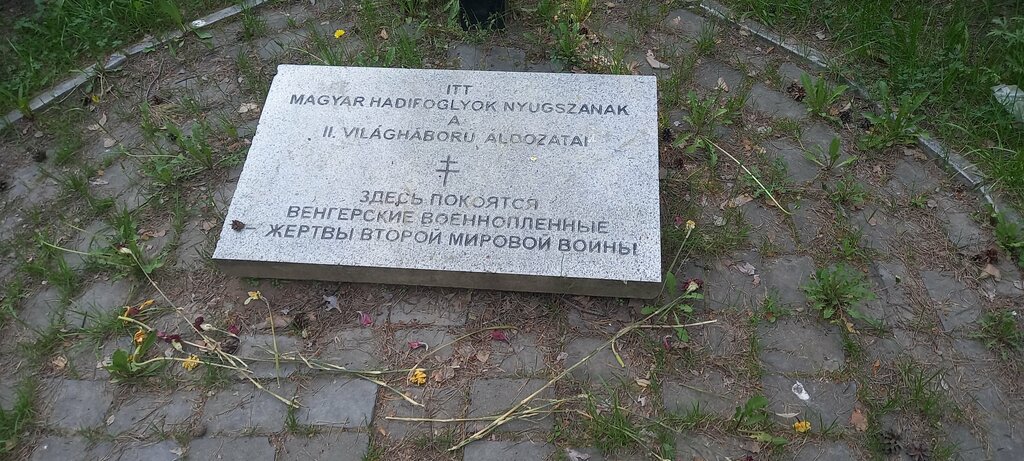 ITT
MAGYAR HADIFOGLYOK NYUGSZANAK
A
II. VILÁGHÁBORU ÁLDOZATAI
ЗДЕСЬ ПОКОЯТСЯ
ВЕНГЕРСКИЕ ВОЕННОПЛЕННЫЕ
– ЖЕРТВЫ ВТОРОЙ МИРОВОЙ ВОЙНЫ